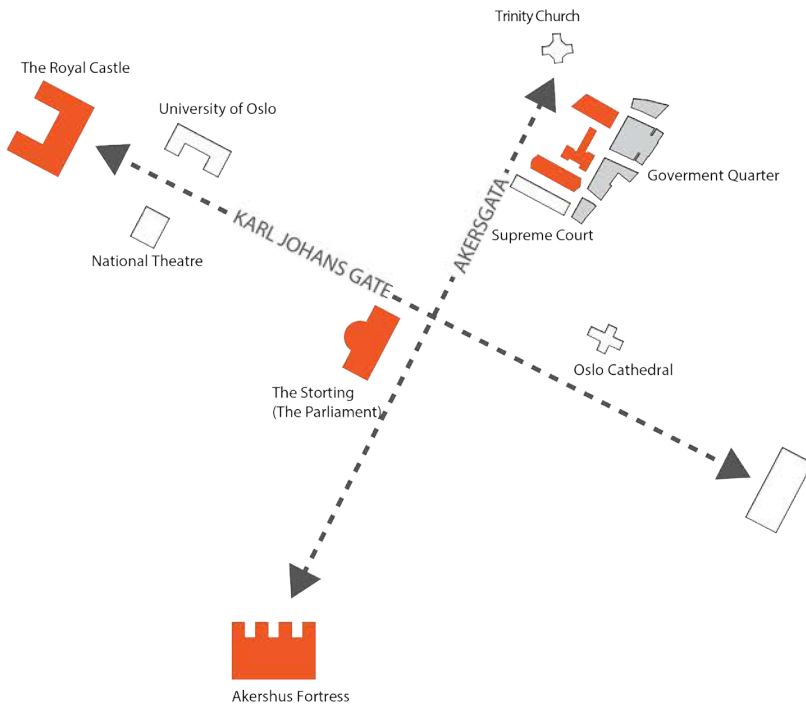 Trinity Church
The Royal Castle
University of Oslo
Goverment Quarter
AKERSGATA
KARL JOHANS GATE
Supreme Court
National Theatre
Oslo Cathedral
The Storting
(The Parliament)
Akershus Fortress